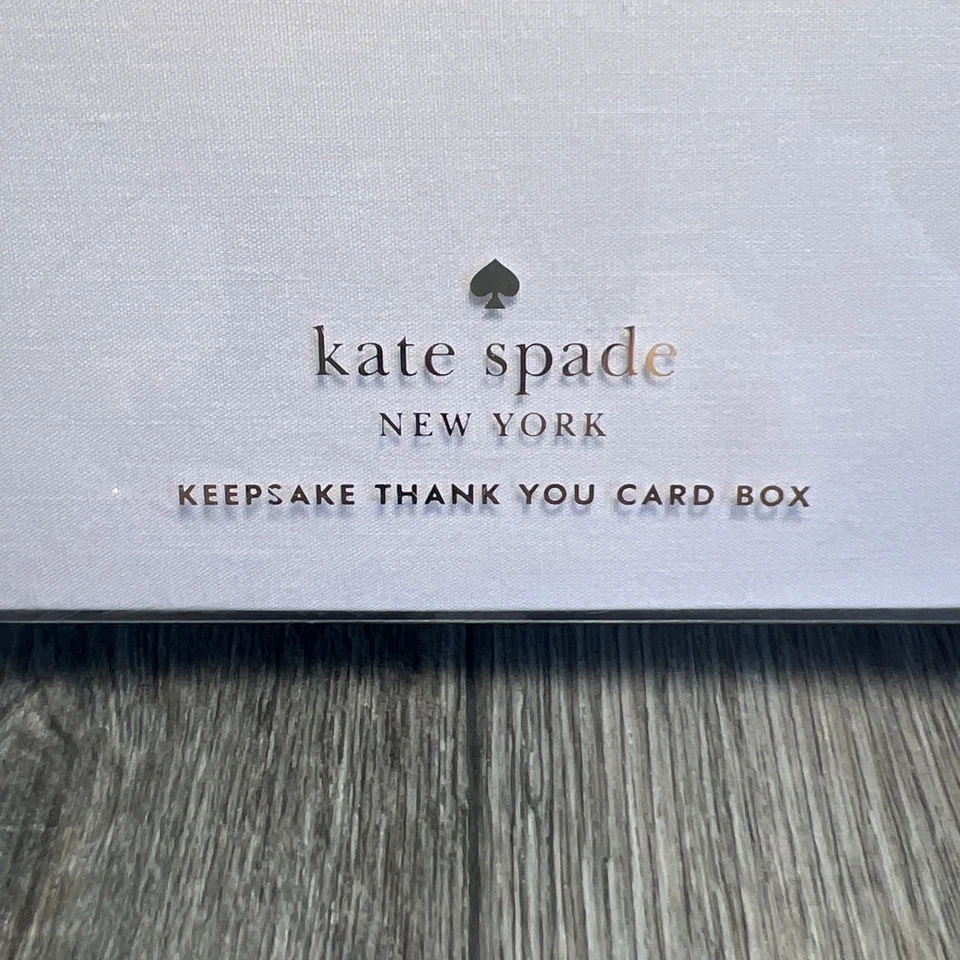 kate spade
NEW YORK
KEEPSAKE THANK YOU CARD BOX